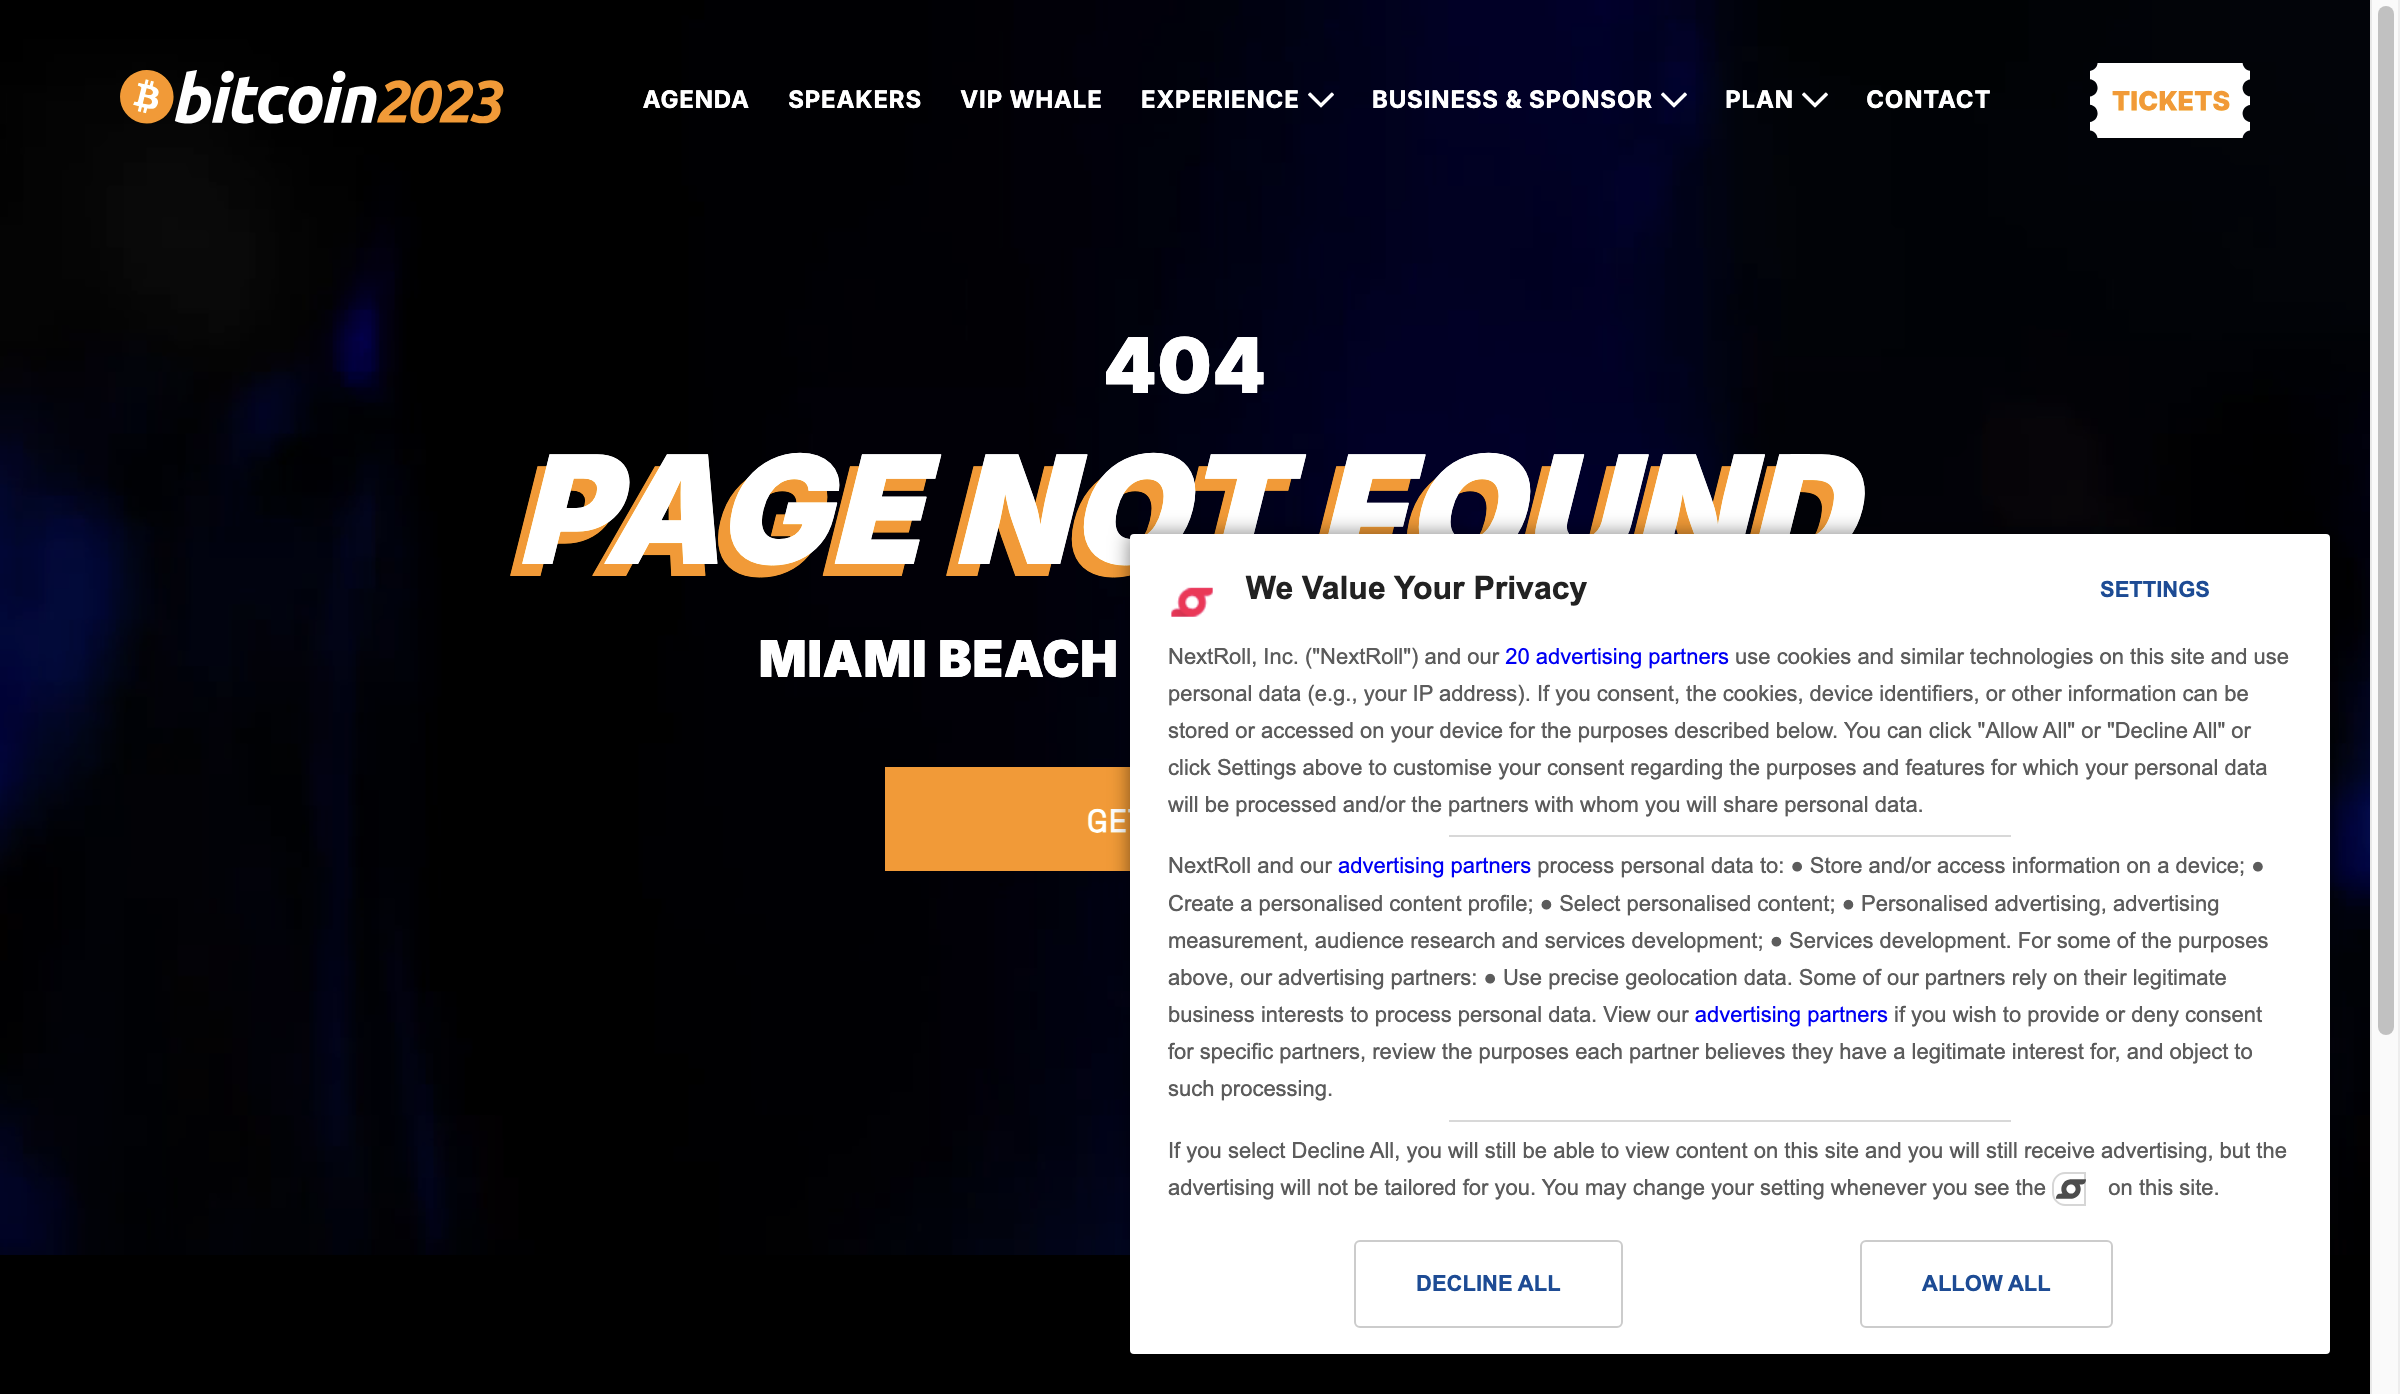 bitcoin2023
AGENDA SPEAKERS VIP WHALE EXPERIENCE BUSINESS & SPONSOR PLAN CONTACT TICKETS
404
PAGE NOT FOUND
MIAMI BEACH
We Value Your Privacy SETTINGS
NextRoll, Inc. ("NextRoll") and our 20 advertising partners use cookies and similar technologies on this site and use
personal data (e.g., your IP address). If you consent, the cookies, device identifiers, or other information can be
stored or accessed on your device for the purposes described below. You can click "Allow All" or "Decline All" or
click Settings above to customise your consent regarding the purposes and features for which your personal data
will be processed and/or the partners with whom you will share personal data.
NextRoll and our advertising partners process personal data to: ● Store and/or access information on a device; ●
Create a personalised content profile; ● Select personalised content; ● Personalised advertising, advertising
measurement, audience research and services development; ● Services development. For some of the purposes
above, our advertising partners: ● Use precise geolocation data. Some of our partners rely on their legitimate
business interests to process personal data. View our advertising partners if you wish to provide or deny consent
for specific partners, review the purposes each partner believes they have a legitimate interest for, and object to
such processing.
If you select Decline All, you will still be able to view content on this site and you will still receive advertising, but the
advertising will not be tailored for you. You may change your setting whenever you see the on this site.
DECLINE ALL ALLOW ALL